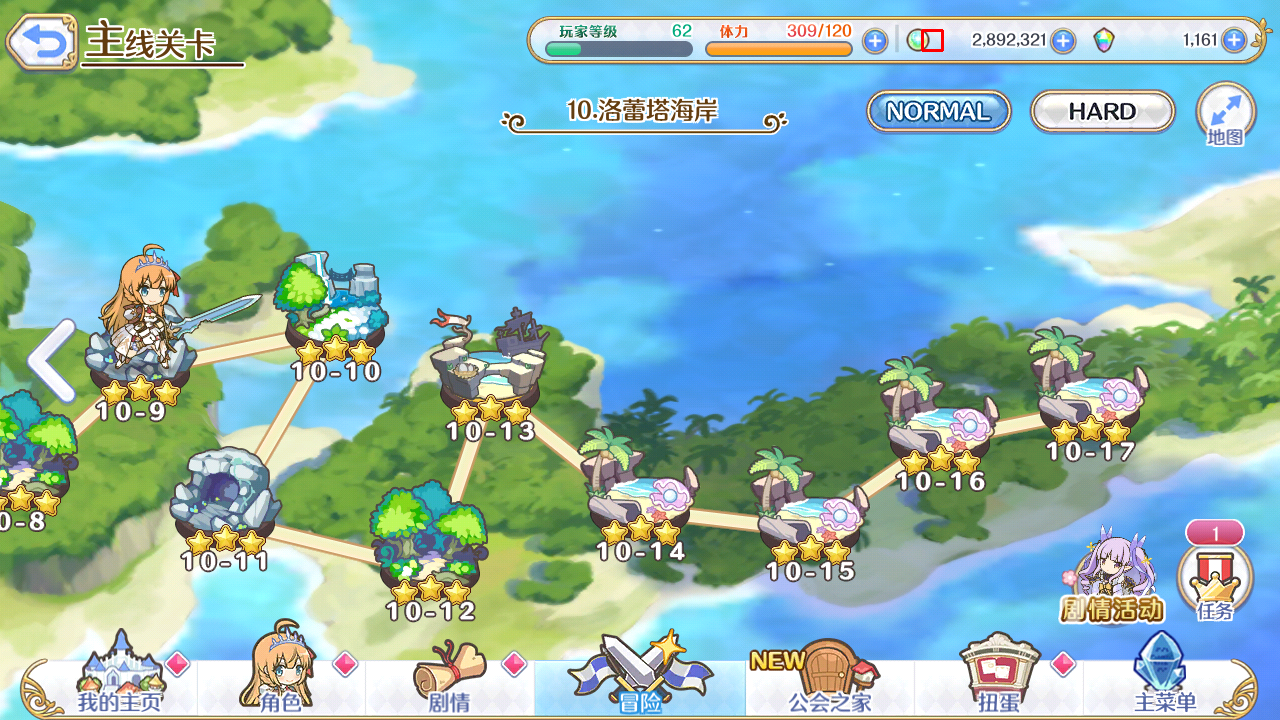 主线关卡
玩家等级 62
体力 309/120
2,892,321
1,161
10.洛蕾塔海岸
NORMAL
HARD
地图
10-9
10-10
10-13
10-17
10-16
0-8
10-11
10-14
10-15
10-12
1
剧情活动
任务
NEW
我的主页
角色
剧情
冒险
公会之家
扭蛋
主菜单